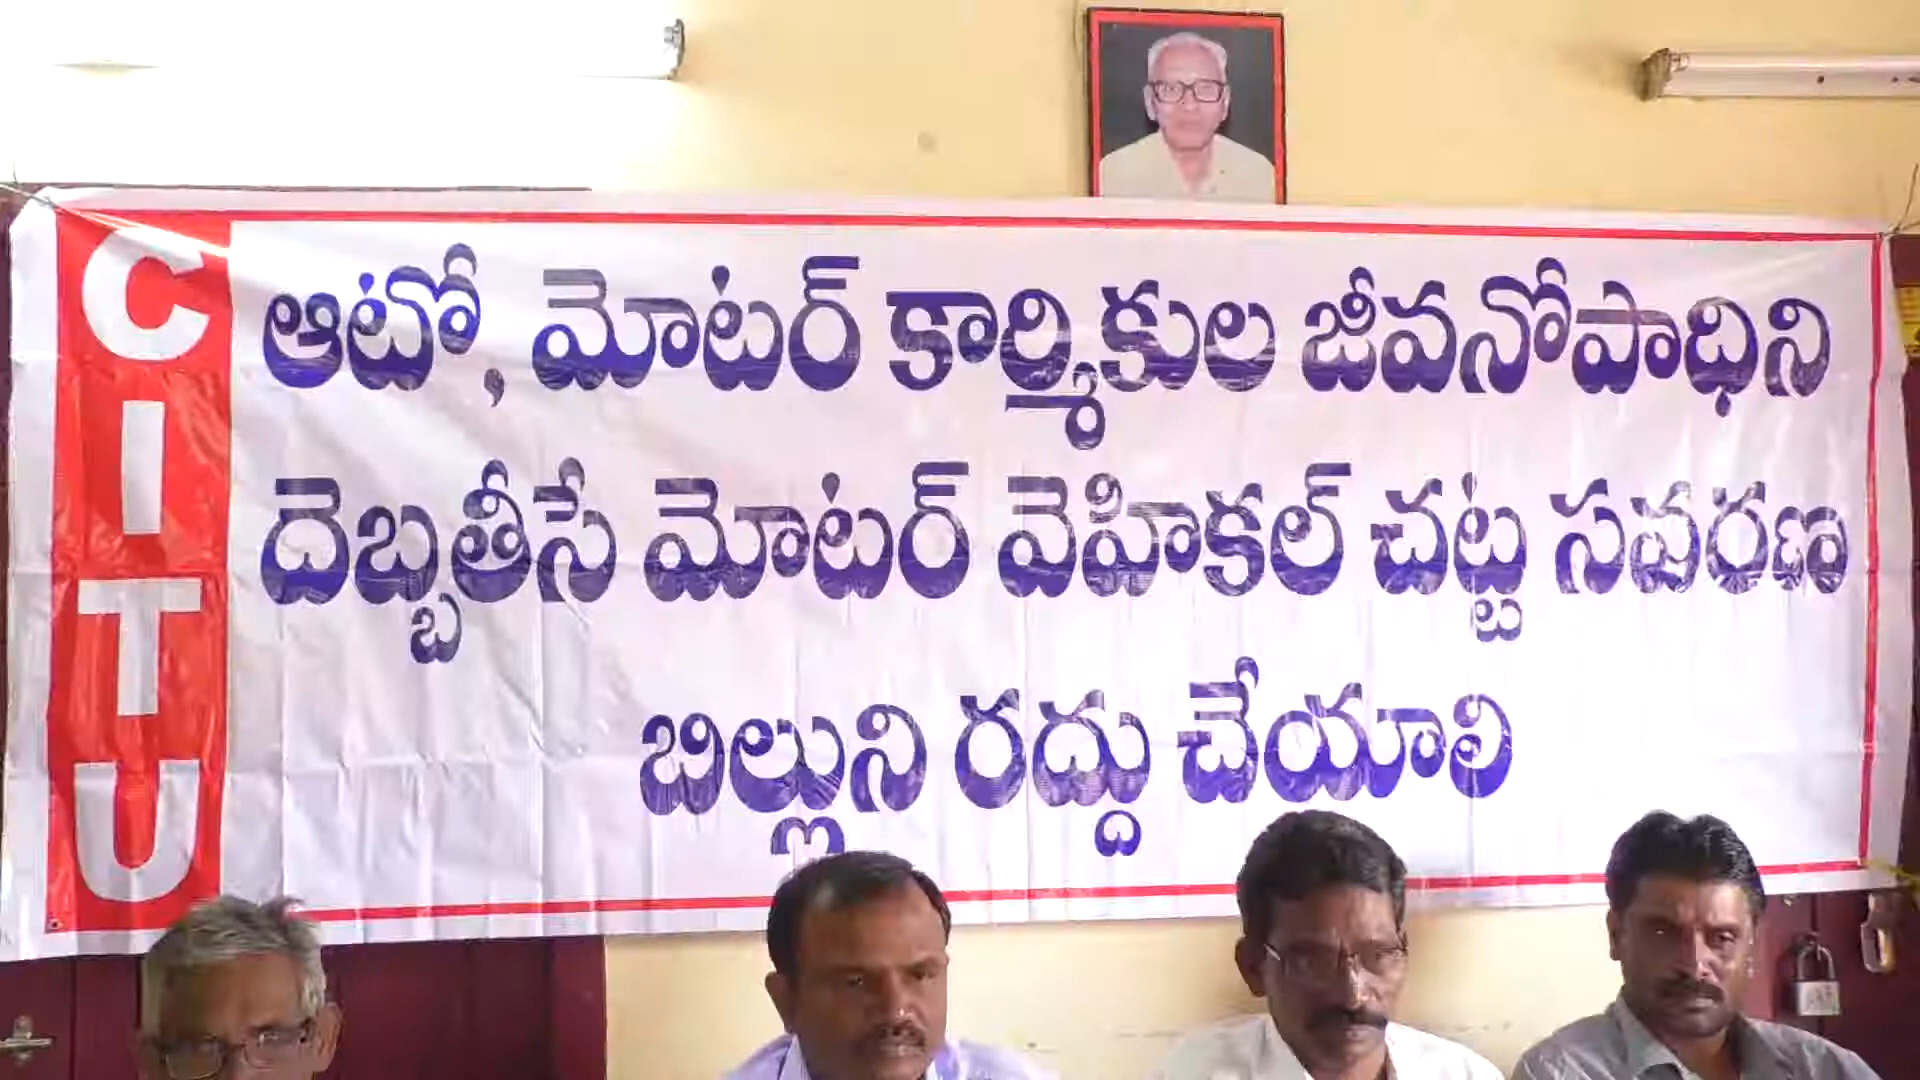 CITU
ఆటో, మోటర్ కార్మికుల జీవనోపాధిని
దెబ్బతీసే మోటర్ వెహికల్ చట్ట సవరణ
బిల్లుని రద్దు చేయాలి